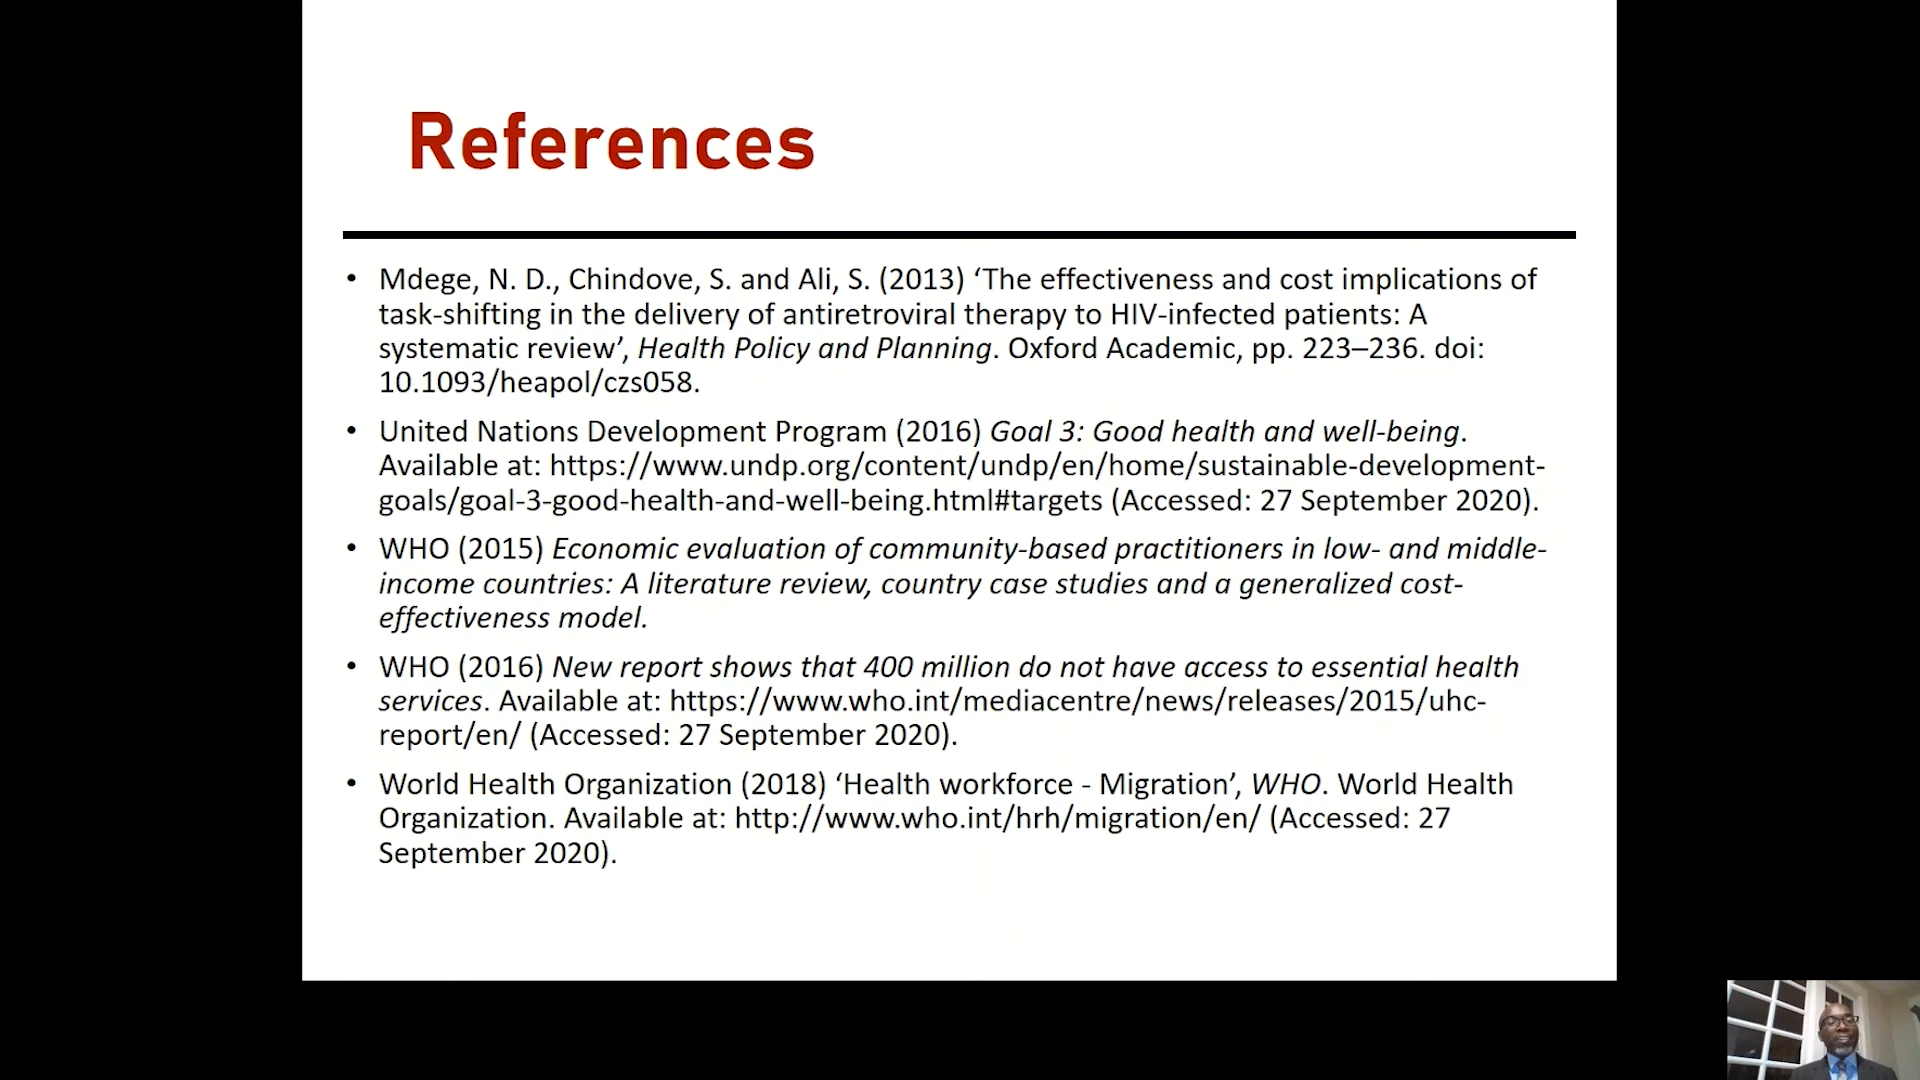 References
• Mdege, N. D., Chindove, S. and Ali, S. (2013) ‘The effectiveness and cost implications of
task-shifting in the delivery of antiretroviral therapy to HIV-infected patients: A
systematic review’, Health Policy and Planning. Oxford Academic, pp. 223–236. doi:
10.1093/heapol/czs058.
• United Nations Development Program (2016) Goal 3: Good health and well-being.
Available at: https://www.undp.org/content/undp/en/home/sustainable-development-
goals/goal-3-good-health-and-well-being.html#targets (Accessed: 27 September 2020).
• WHO (2015) Economic evaluation of community-based practitioners in low- and middle-
income countries: A literature review, country case studies and a generalized cost-
effectiveness model.
• WHO (2016) New report shows that 400 million do not have access to essential health
services. Available at: https://www.who.int/mediacentre/news/releases/2015/uhc-
report/en/ (Accessed: 27 September 2020).
• World Health Organization (2018) ‘Health workforce - Migration’, WHO. World Health
Organization. Available at: http://www.who.int/hrh/migration/en/ (Accessed: 27
September 2020).